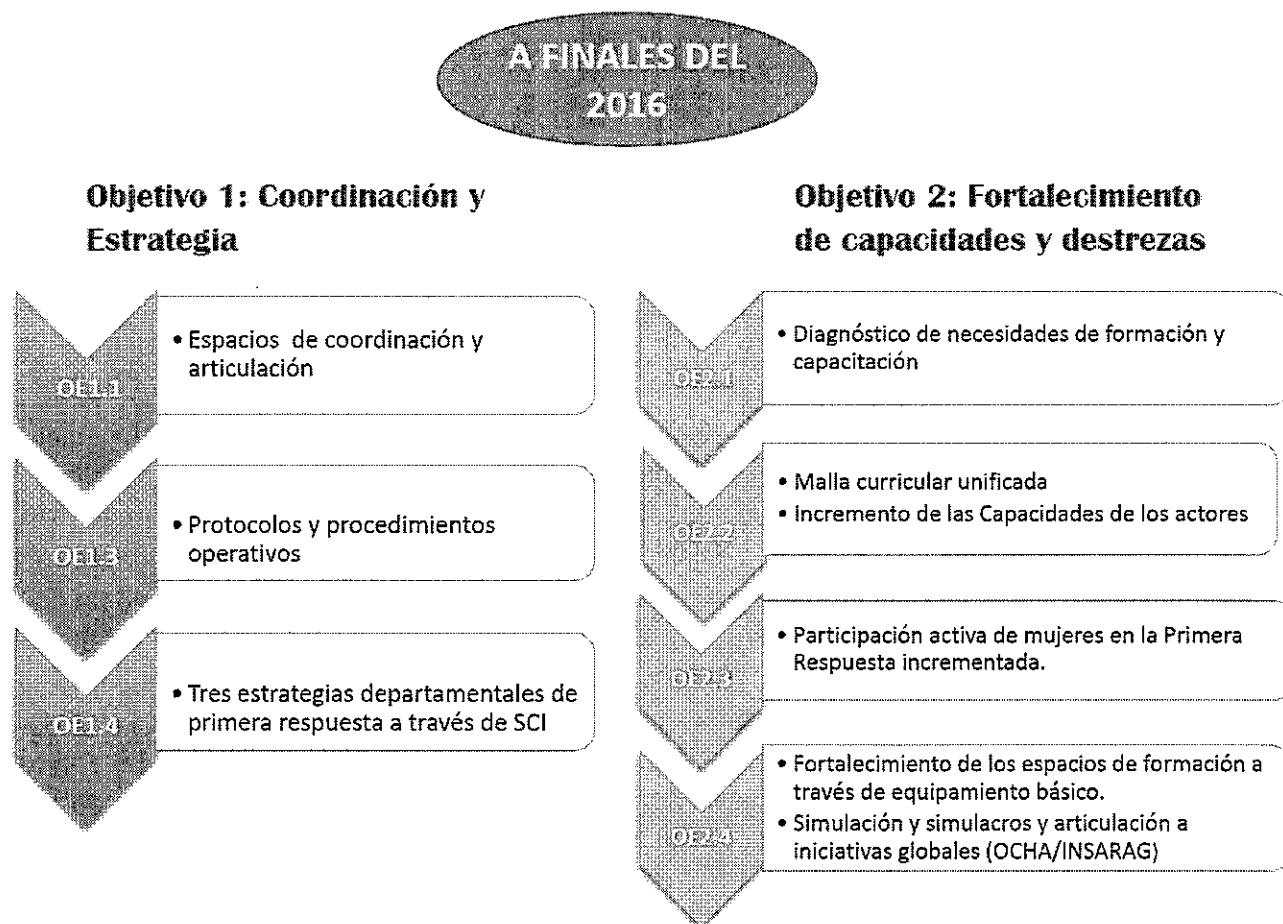 A FINALES DEL
2016
Objetivo 1: Coordinación y
Estrategia
OE1.1
• Espacios de coordinación y
articulación
OE1.3
• Protocolos y procedimientos
operativos
OE1.4
• Tres estrategias departamentales de
primera respuesta a través de SCI
Objetivo 2: Fortalecimiento
de capacidades y destrezas
OE2.1
• Diagnóstico de necesidades de formación y
capacitación
OE2.2
• Malla curricular unificada
• Incremento de las Capacidades de los actores
OE2.3
• Participación activa de mujeres en la Primera
Respuesta incrementada.
OE2.4
• Fortalecimiento de los espacios de formación a
través de equipamiento básico.
• Simulación y simulacros y articulación a
iniciativas globales (OCHA/INSARAG)